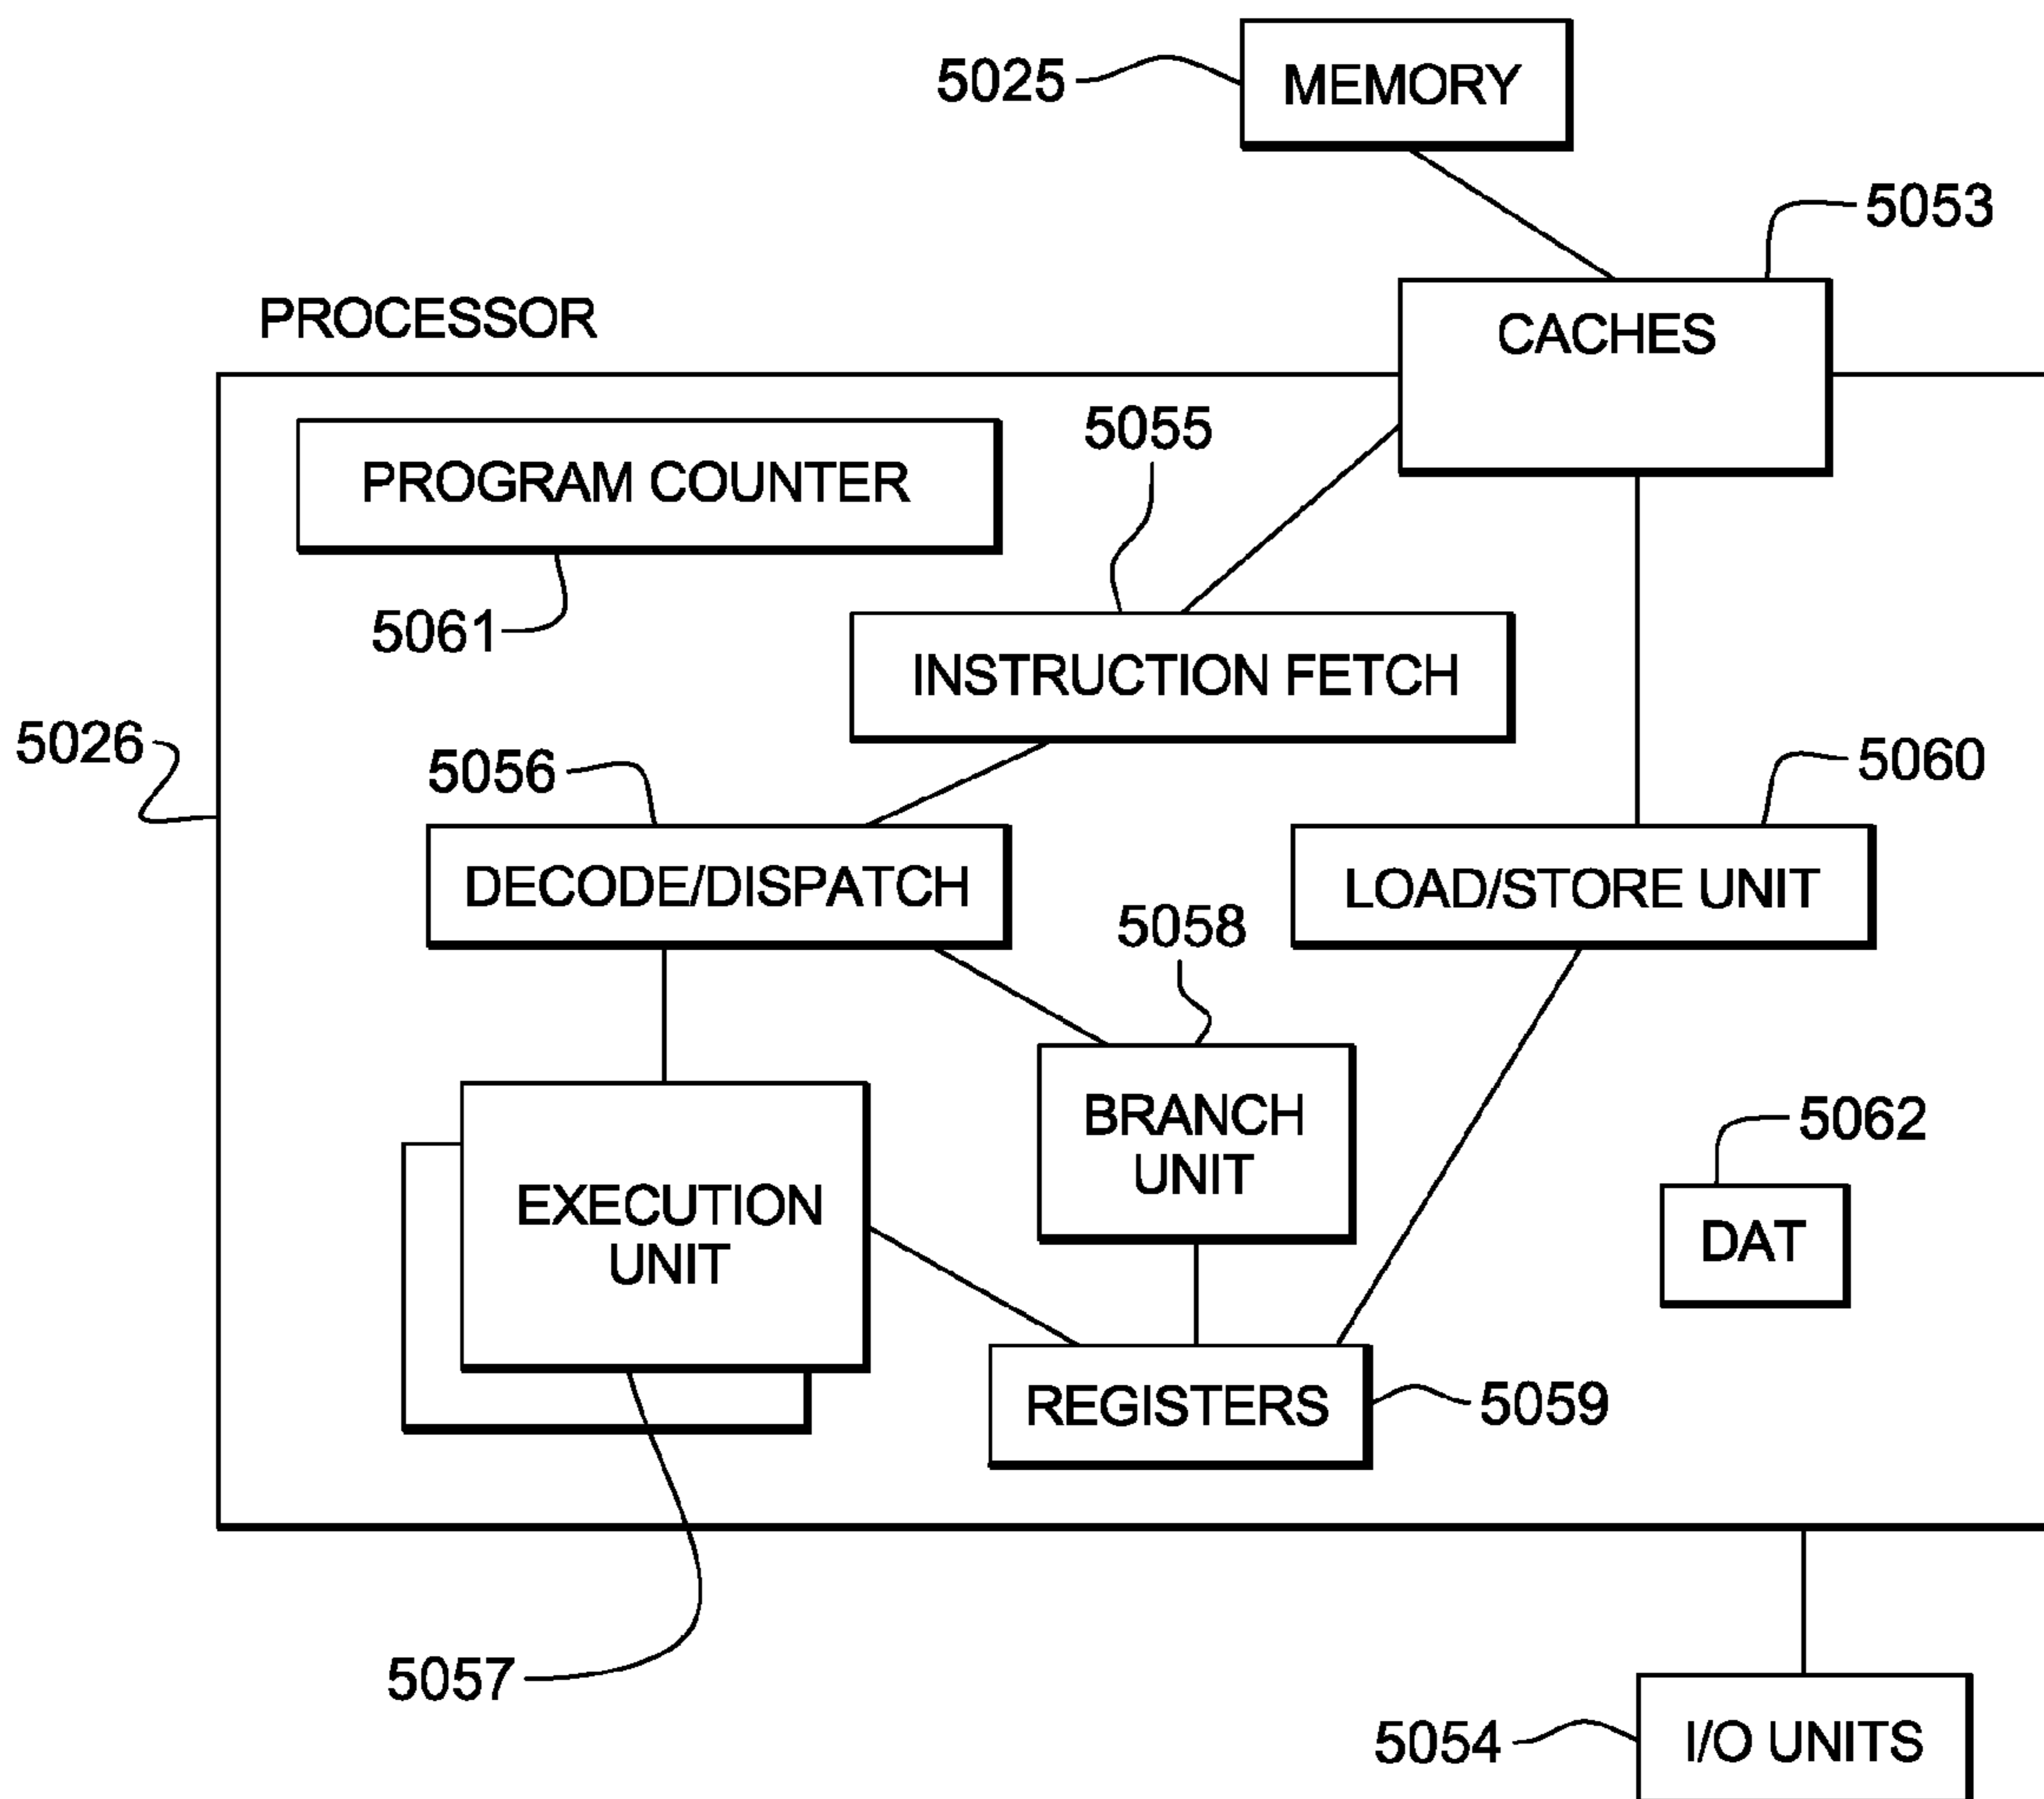 5025
MEMORY
5053
PROCESSOR
CACHES
5055
PROGRAM COUNTER
5061
INSTRUCTION FETCH
5026
5056
5060
DECODE/DISPATCH
LOAD/STORE UNIT
5058
BRANCH
UNIT
5062
EXECUTION
UNIT
DAT
REGISTERS
5059
5057
5054
I/O UNITS